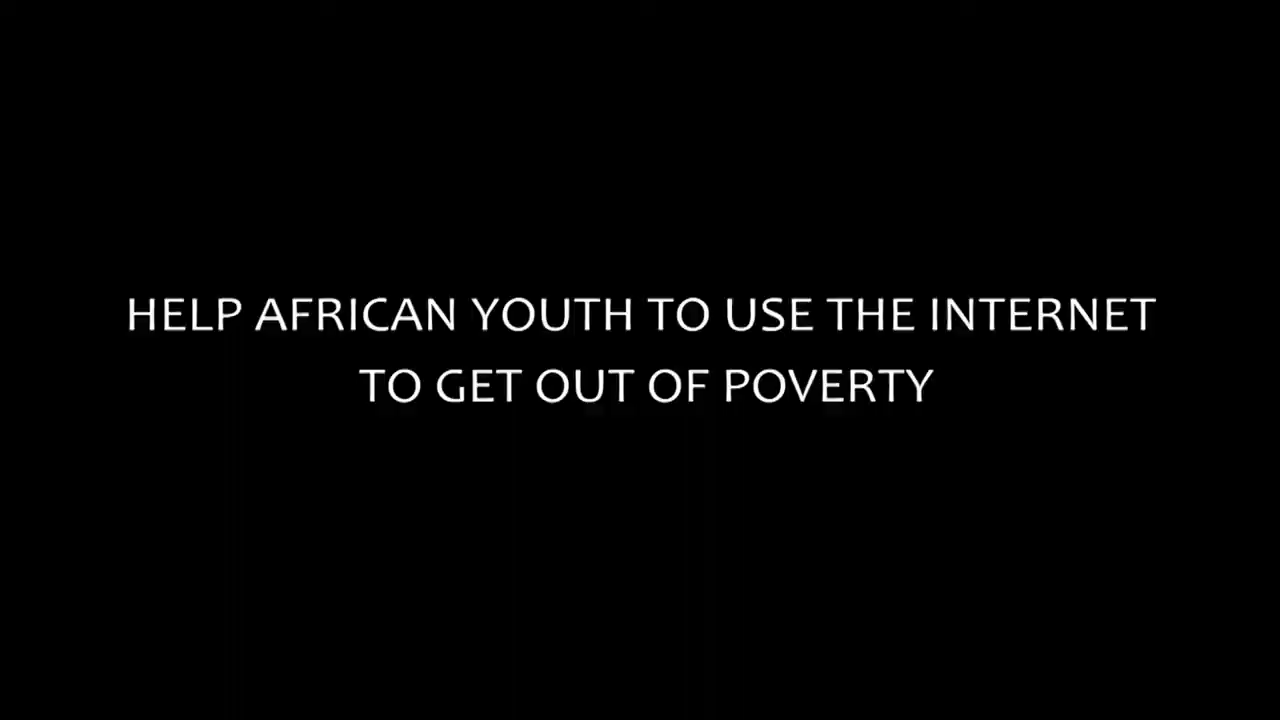 HELP AFRICAN YOUTH TO USE THE INTERNET
TO GET OUT OF POVERTY